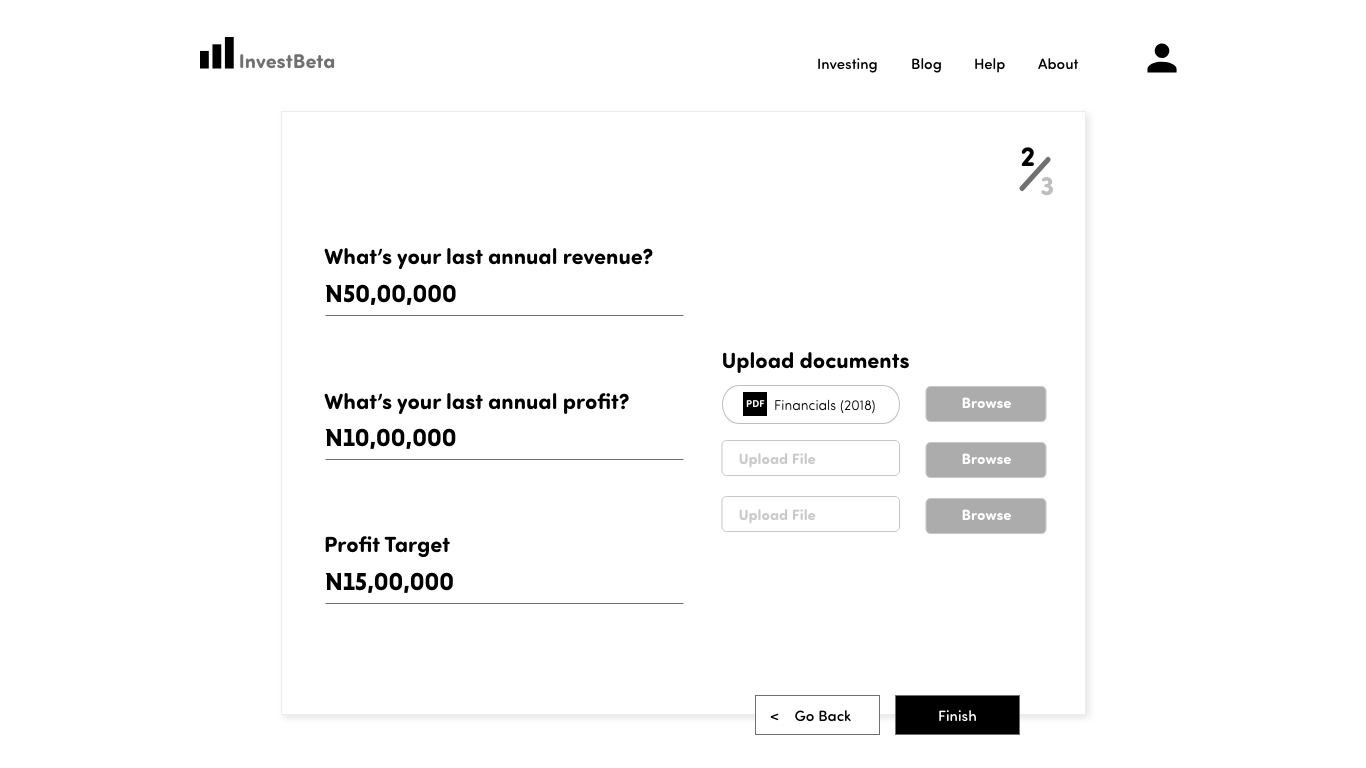 InvestBeta
Investing Blog Help About
2/3
What's your last annual revenue?
N50,00,000
What's your last annual profit?
N10,00,000
Profit Target
N15,00,000
Upload documents
PDF Financials (2018) Browse
Upload File Browse
Upload File Browse
< Go Back Finish